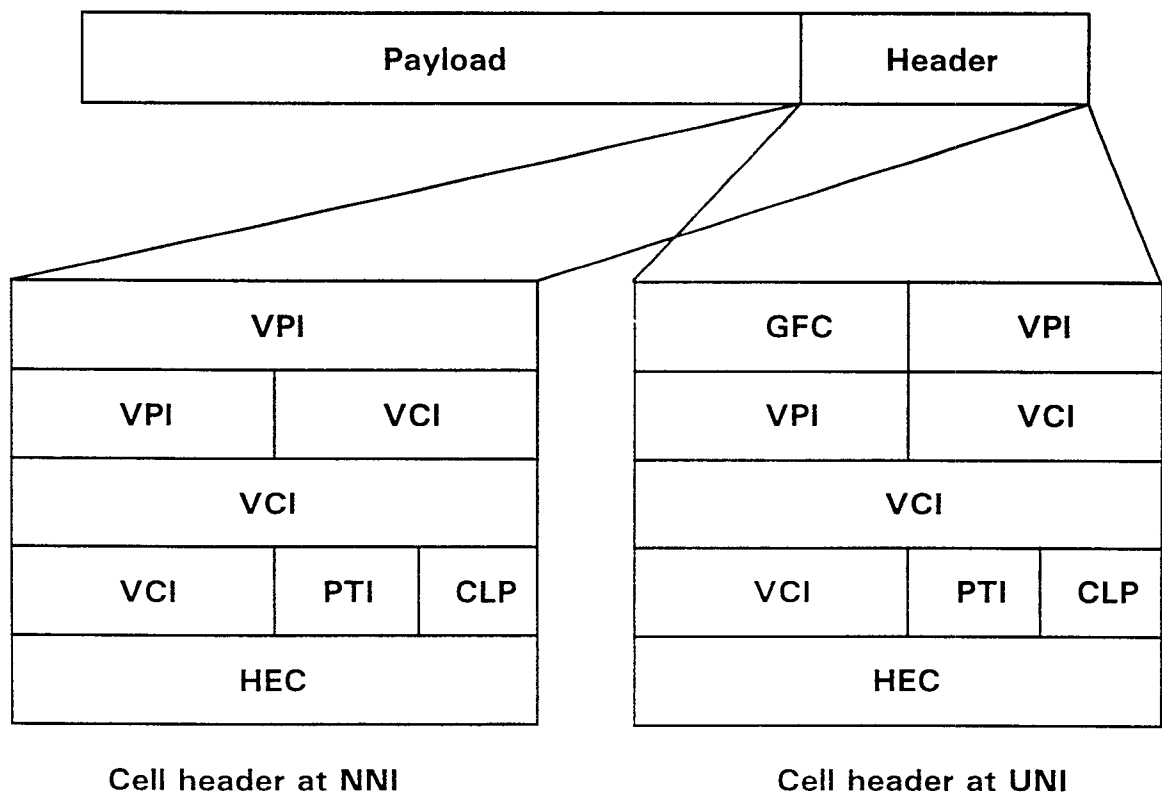 Payload Header
VPI
VPI VCI
VCI
VCI PTI CLP
HEC
Cell header at NNI
GFC VPI
VPI VCI
VCI
VCI PTI CLP
HEC
Cell header at UNI